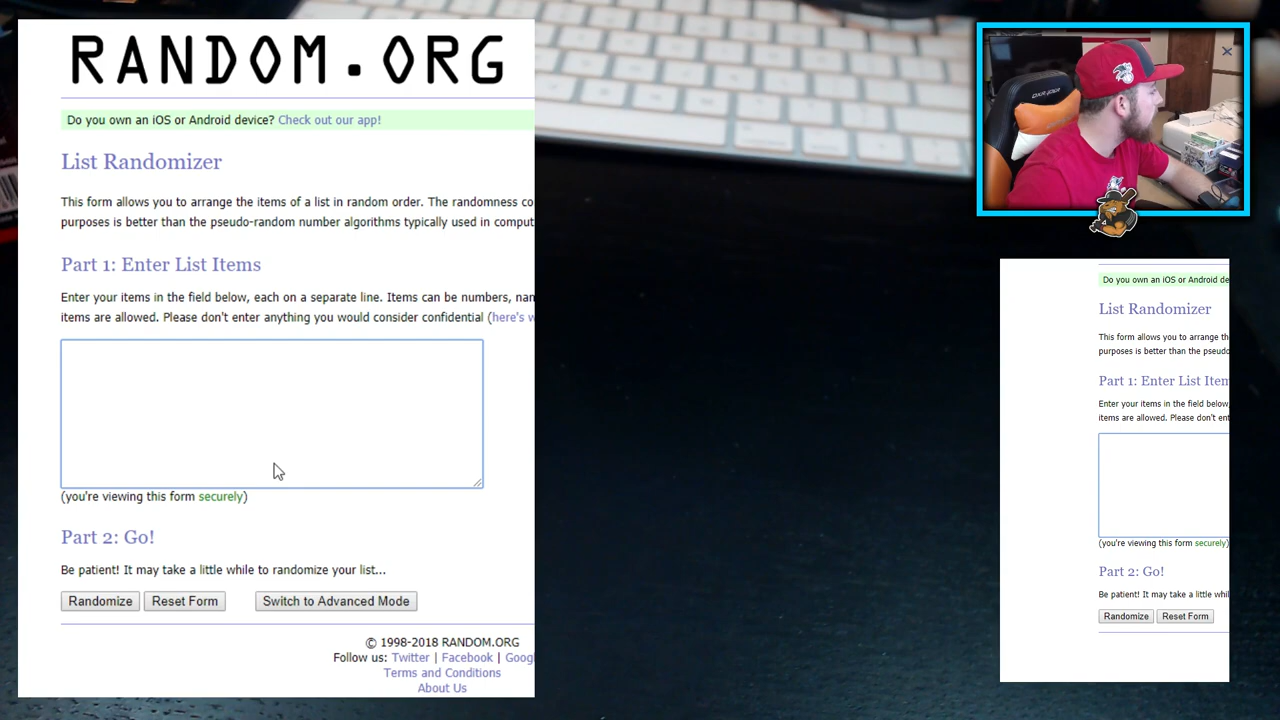 RANDOM.ORG
Do you own an iOS or Android device? Check out our app!
List Randomizer
This form allows you to arrange the items of a list in random order. The randomness co
purposes is better than the pseudo-random number algorithms typically used in comput
Part 1: Enter List Items
Enter your items in the field below, each on a separate line. Items can be numbers, nam
items are allowed. Please don't enter anything you would consider confidential (here's w
(you're viewing this form securely)
Part 2: Go!
Be patient! It may take a little while to randomize your list...
Randomize Reset Form Switch to Advanced Mode
© 1998-2018 RANDOM.ORG
Follow us: Twitter | Facebook | Googl
Terms and Conditions
About Us
Do you own an iOS or Android de
List Randomizer
This form allows you to arrange the
purposes is better than the pseudo
Part 1: Enter List Item
Enter your items in the field below,
items are allowed. Please don't ent
(you're viewing this form securely)
Part 2: Go!
Be patient! It may take a little whil
Randomize Reset Form